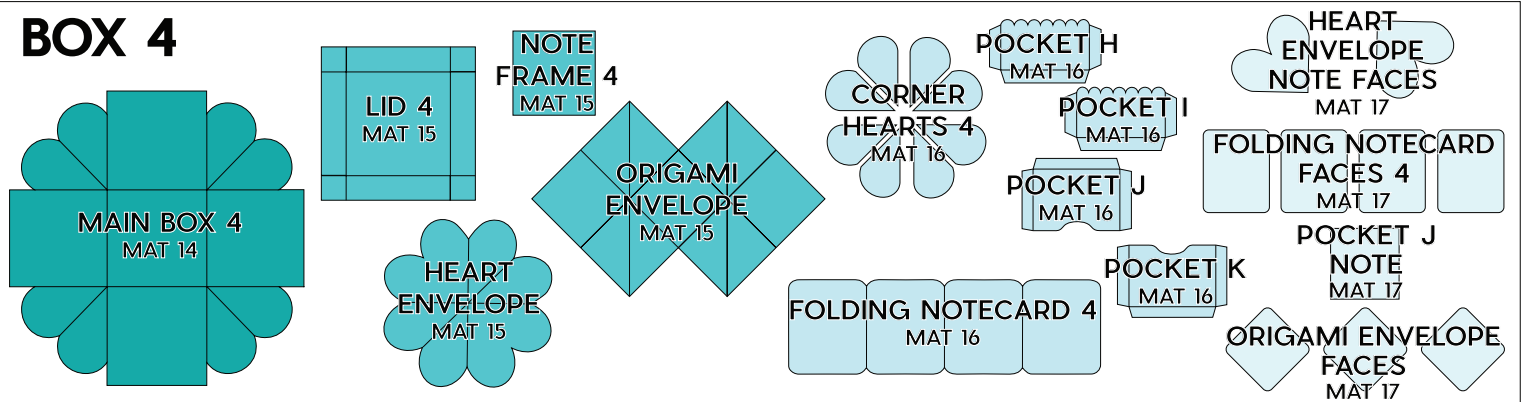 BOX 4
MAIN BOX 4
MAT 14
LID 4
MAT 15
NOTE
FRAME 4
MAT 15
HEART
ENVELOPE
MAT 15
ORIGAMI
ENVELOPE
MAT 15
CORNER
HEARTS 4
MAT 16
POCKET H
MAT 16
POCKET I
MAT 16
POCKET J
MAT 16
POCKET K
MAT 16
FOLDING NOTECARD 4
MAT 16
HEART
ENVELOPE
NOTE FACES
MAT 17
FOLDING NOTECARD
FACES 4
MAT 17
POCKET J
NOTE
MAT 17
ORIGAMI ENVELOPE
FACES
MAT 17